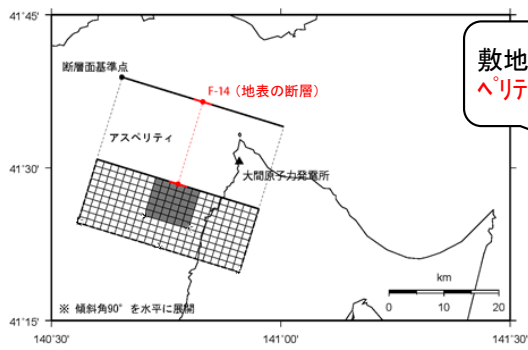 41°45'
断層面基準点
F-14（地表の断層）
敷地
ペリテ
アスペリティ
41°30'
大間原子力発電所
km
0 10 20
※ 傾斜角90° を水平に展開
41°15'
140°30' 141°00' 141°30'